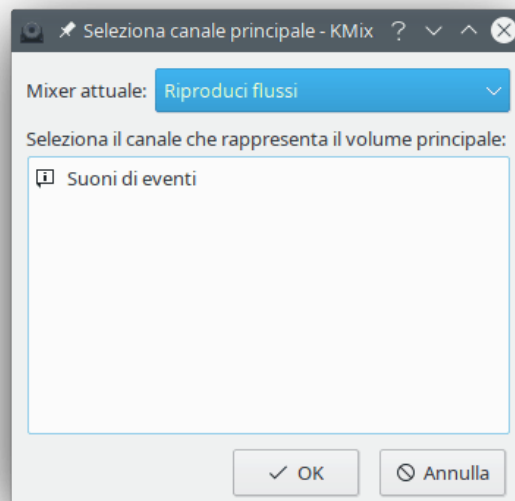 Seleziona canale principale - KMix
Mixer attuale: Riproduci flussi
Seleziona il canale che rappresenta il volume principale:
Suoni di eventi
OK Annulla